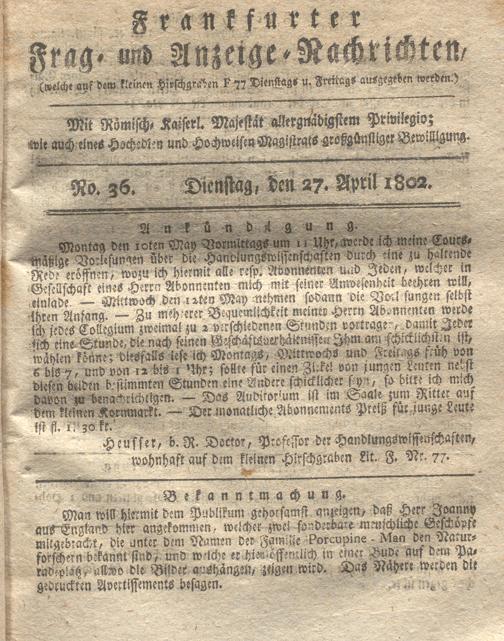 Frankfurter
Frag- und Anzeige-Nachrichten,
(welche auf dem kleinen Hirschgraben F 77 Dienstags u. Freitags ausgegeben werden.)
Mit Römisch-Kaiserl. Majestät allergnädigstem Privilegio;
wie auch eines Hochedlen und Hochweisen Magistrats großgünstiger Bewilligung.
No. 36. Dienstag, den 27. April 1802.
Ankündigung.
Montag den 10ten May Vormittags um 11 Uhr, werde ich meine Cours-
mäßige Vorlesungen über die Handlungswissenschaften durch eine zu haltende
Rede eröffnen, wozu ich hiermit alle resp. Abonnenten und Jeden, welcher in
Gesellschaft eines Herrn Abonnenten mich mit seiner Anwesenheit beehren will,
einlade. — Mittwoch den 12ten May nehmen sodann die Vorlesungen selbst
ihren Anfang. — Zu mehrerer Bequemlichkeit meiner Herrn Abonnenten werde
ich jedes Collegium zweimal zu 2 verschiedenen Stunden vortragen, damit Jeder
sich eine Stunde, die nach seinen Geschäftsverhältnissen Ihm am schicklichsten ist,
wählen könne; diesfalls lese ich Montags, Mittwochs und Freitags früh von
6 bis 7, und von 12 bis 1 Uhr; sollte für einen Zirkel von jungen Leuten nebst
diesen beiden bestimmten Stunden eine Andere schicklicher seyn, so bitte ich mich
davon zu benachrichtigen. — Das Auditorium ist im Saale zum Ritter auf
dem kleinen Kornmarkt. — Der monatliche Abonnements Preiß für junge Leute
ist fl. 30 kr.
Heusser, b. R. Doctor, Professor der Handlungswissenschaften,
wohnhaft auf dem kleinen Hirschgraben Lit. F. Nr. 77.
Bekanntmachung.
Man will hiermit dem Publikum gehorsamst anzeigen, daß Herr Joanny
aus England hier angekommen, welcher zwei sonderbare menschliche Geschöpfe
mitgebracht, die unter dem Namen der Familie Porcupine-Man den Natur-
forschern bekannt sind, und welche er hier öffentlich in einer Bude auf dem Pa-
radeplatz, allwo die Bilder aushängen, zeigen wird. Das Nähere werden die
gedruckten Avertissements besagen.